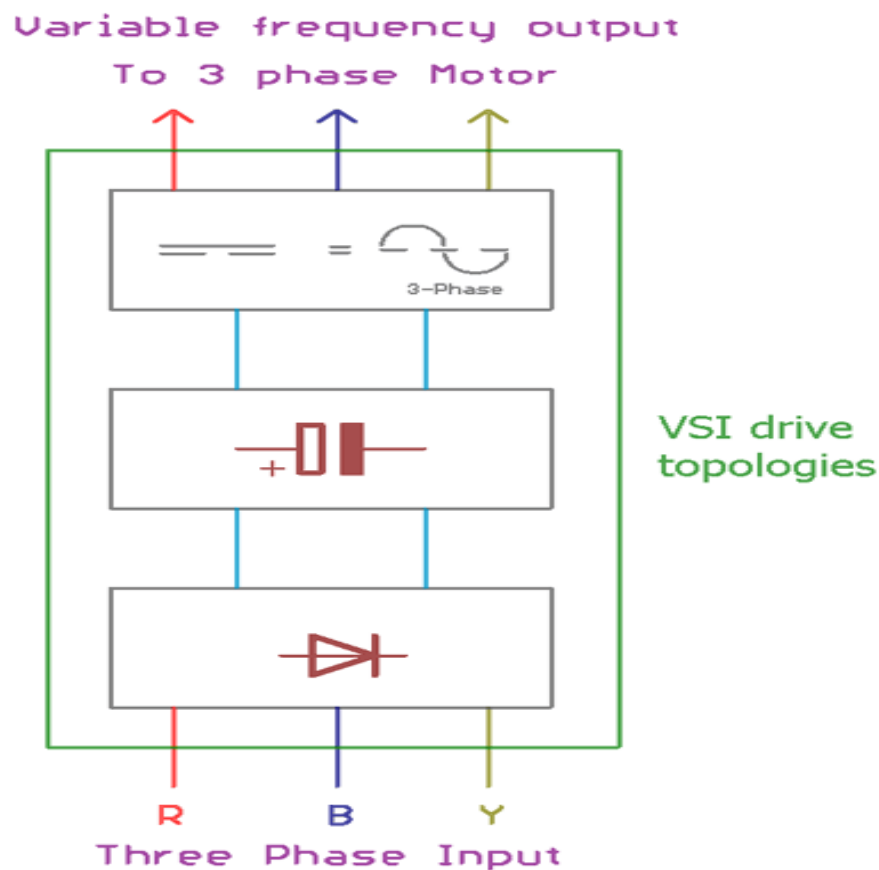 Variable frequency output
To 3 phase Motor
3-Phase
VSI drive
topologies
R B Y
Three Phase Input